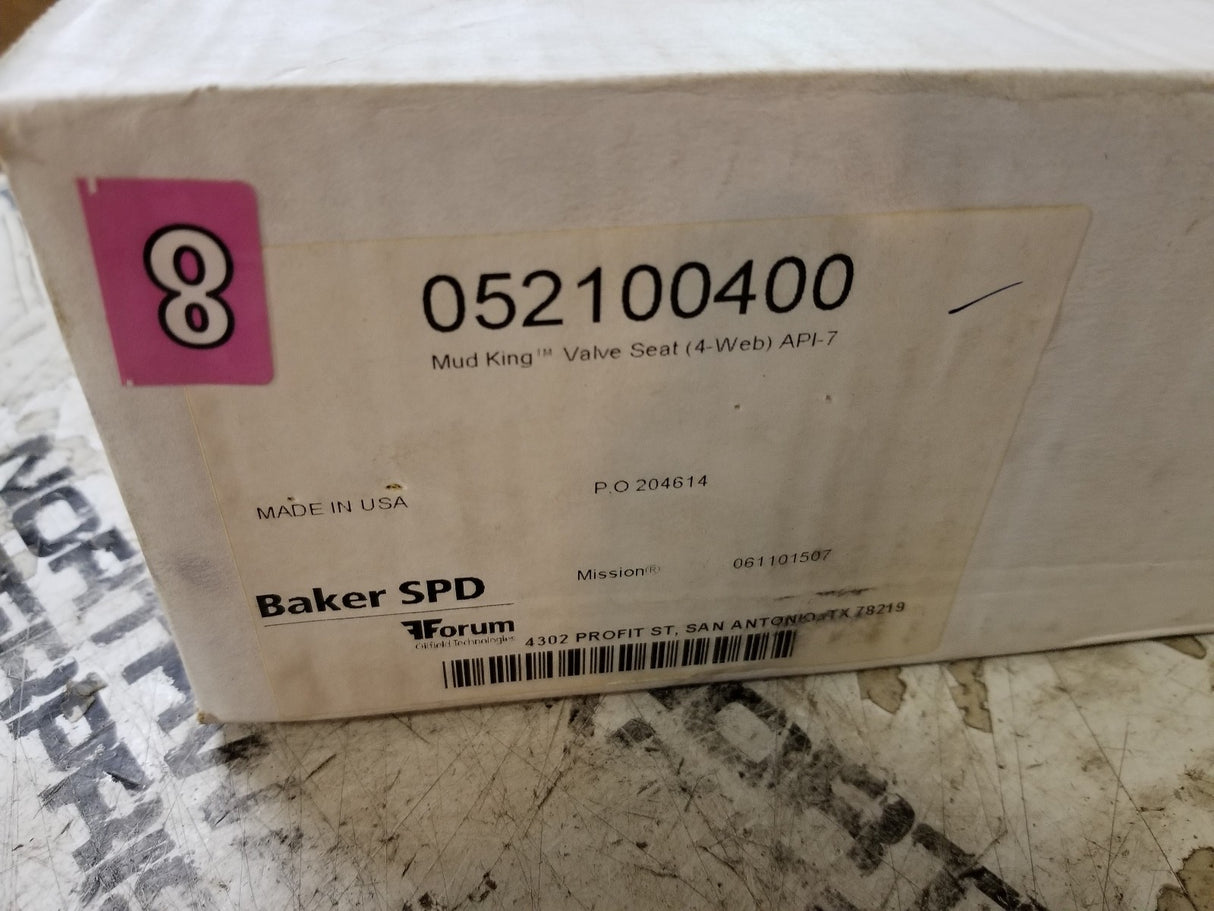 8
052100400
Mud King™ Valve Seat (4-Web) API-7
MADE IN USA
P.O 204614
Mission® 061101507
Baker SPD
Forum
Oilfield Technologies
4302 PROFIT ST, SAN ANTONIO, TX 78219